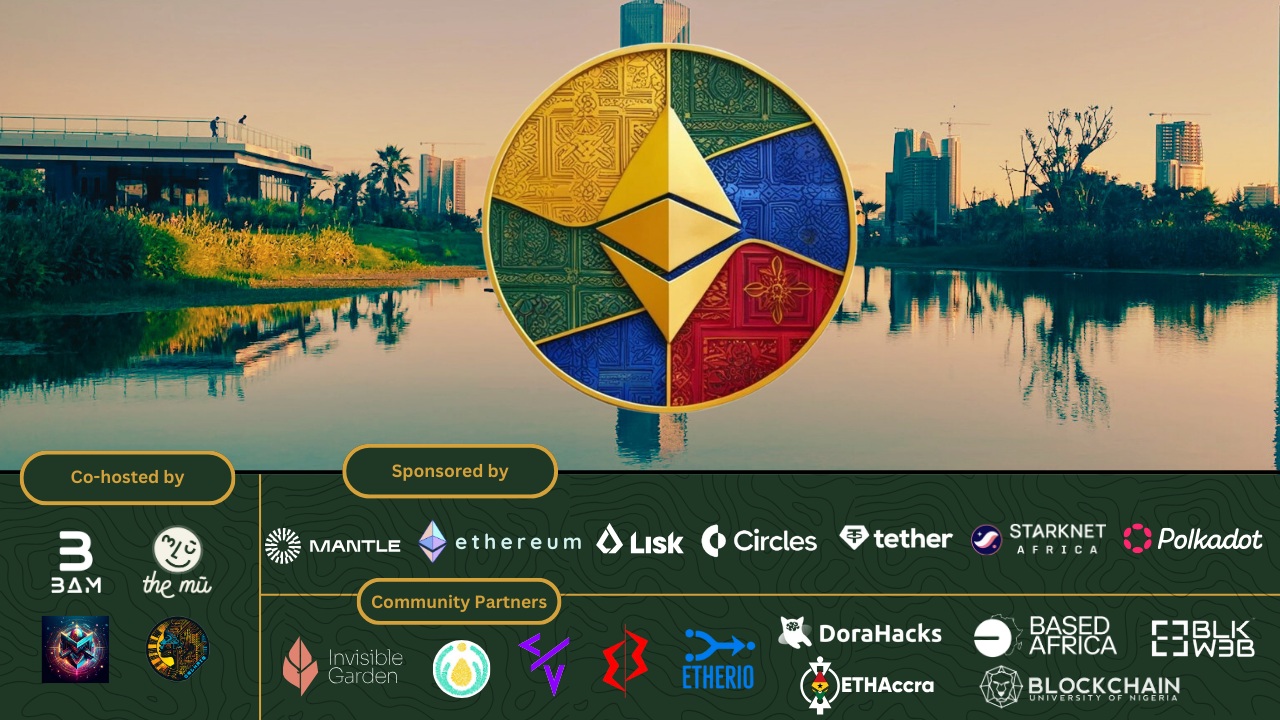 Co-hosted by
BAM
the mū
Sponsored by
MANTLE
ethereum
LISK
Circles
tether
STARKNET
AFRICA
Polkadot
Community Partners
Invisible
Garden
ETHERIO
DoraHacks
ETHAccra
BASED
AFRICA
BLK
W3B
BLOCKCHAIN
UNIVERSITY OF NIGERIA